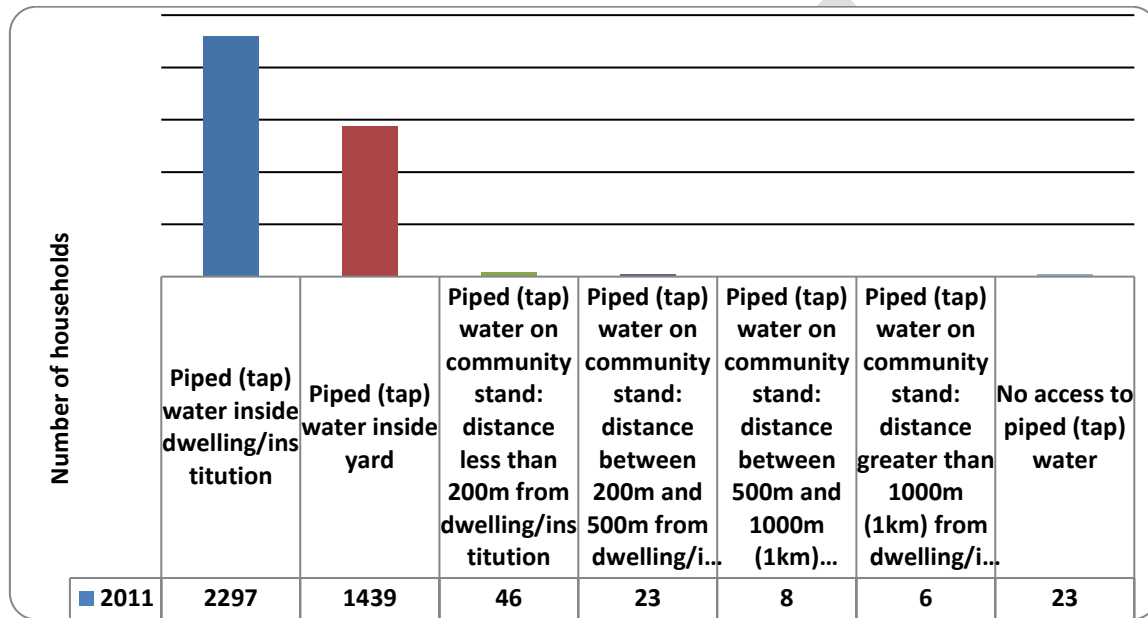 Number of households
Piped (tap)
water inside
dwelling/ins
titution
Piped (tap)
water inside
yard
Piped (tap)
water on
community
stand:
distance
less than
200m from
dwelling/ins
titution
Piped (tap)
water on
community
stand:
distance
between
200m and
500m from
dwelling/i...
Piped (tap)
water on
community
stand:
distance
between
500m and
1000m
(1km)...
Piped (tap)
water on
community
stand:
distance
greater than
1000m
(1km) from
dwelling/i...
No access to
piped (tap)
water
2011 2297 1439 46 23 8 6 23